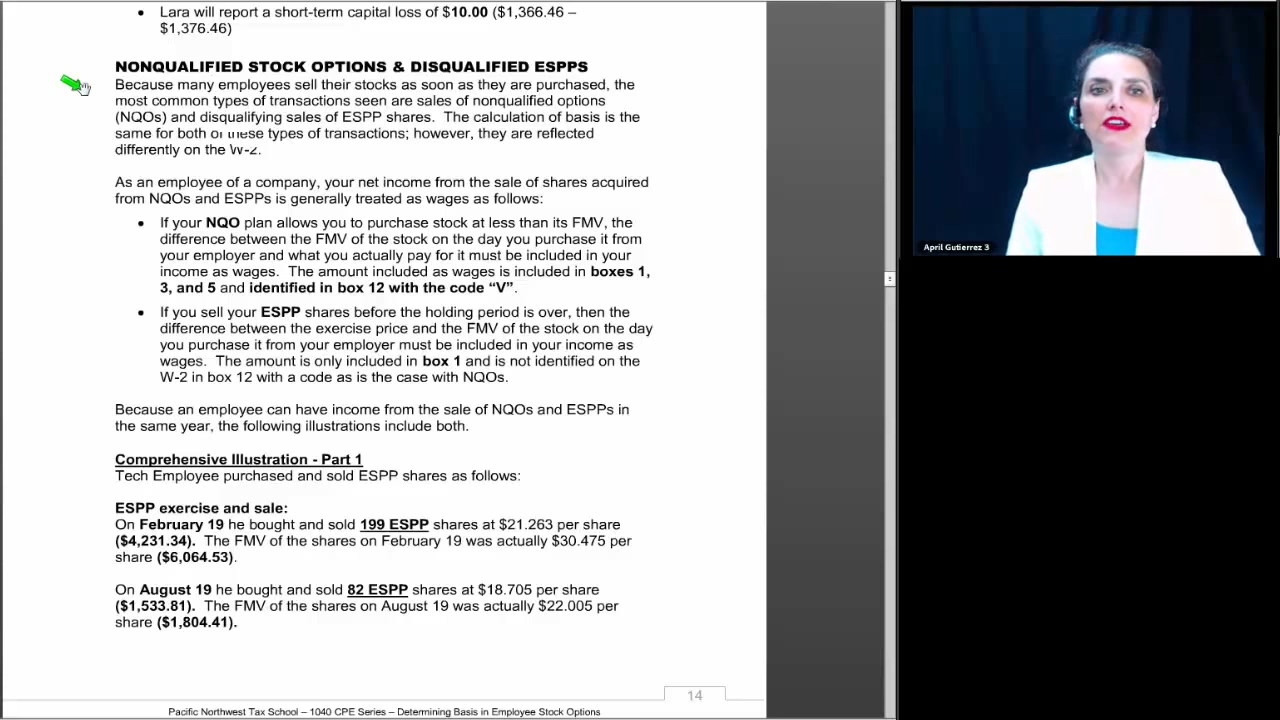 • Lara will report a short-term capital loss of $10.00 ($1,366.46 –
$1,376.46)
NONQUALIFIED STOCK OPTIONS & DISQUALIFIED ESPPS
Because many employees sell their stocks as soon as they are purchased, the
most common types of transactions seen are sales of nonqualified options
(NQOs) and disqualifying sales of ESPP shares. The calculation of basis is the
same for both of these types of transactions; however, they are reflected
differently on the W-2.
As an employee of a company, your net income from the sale of shares acquired
from NQOs and ESPPs is generally treated as wages as follows:
• If your NQO plan allows you to purchase stock at less than its FMV, the
difference between the FMV of the stock on the day you purchase it from
your employer and what you actually pay for it must be included in your
income as wages. The amount included as wages is included in boxes 1,
3, and 5 and identified in box 12 with the code “V”.
• If you sell your ESPP shares before the holding period is over, then the
difference between the exercise price and the FMV of the stock on the day
you purchase it from your employer must be included in your income as
wages. The amount is only included in box 1 and is not identified on the
W-2 in box 12 with a code as is the case with NQOs.
Because an employee can have income from the sale of NQOs and ESPPs in
the same year, the following illustrations include both.
Comprehensive Illustration - Part 1
Tech Employee purchased and sold ESPP shares as follows:
ESPP exercise and sale:
On February 19 he bought and sold 199 ESPP shares at $21.263 per share
($4,231.34). The FMV of the shares on February 19 was actually $30.475 per
share ($6,064.53).
On August 19 he bought and sold 82 ESPP shares at $18.705 per share
($1,533.81). The FMV of the shares on August 19 was actually $22.005 per
share ($1,804.41).
14
Pacific Northwest Tax School – 1040 CPE Series – Determining Basis in Employee Stock Options
April Gutierrez 3